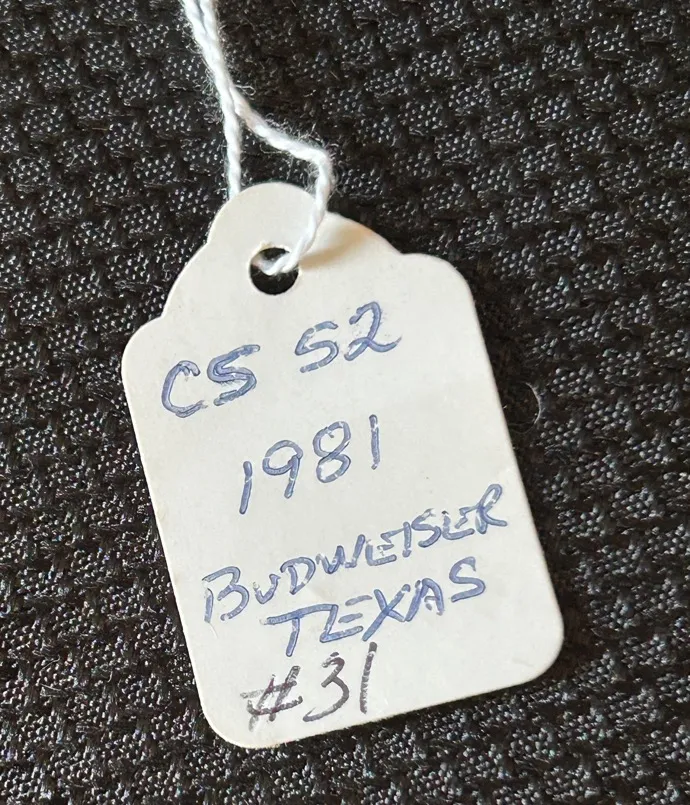 CS 52
1981
BUDWEISER
TEXAS
#31